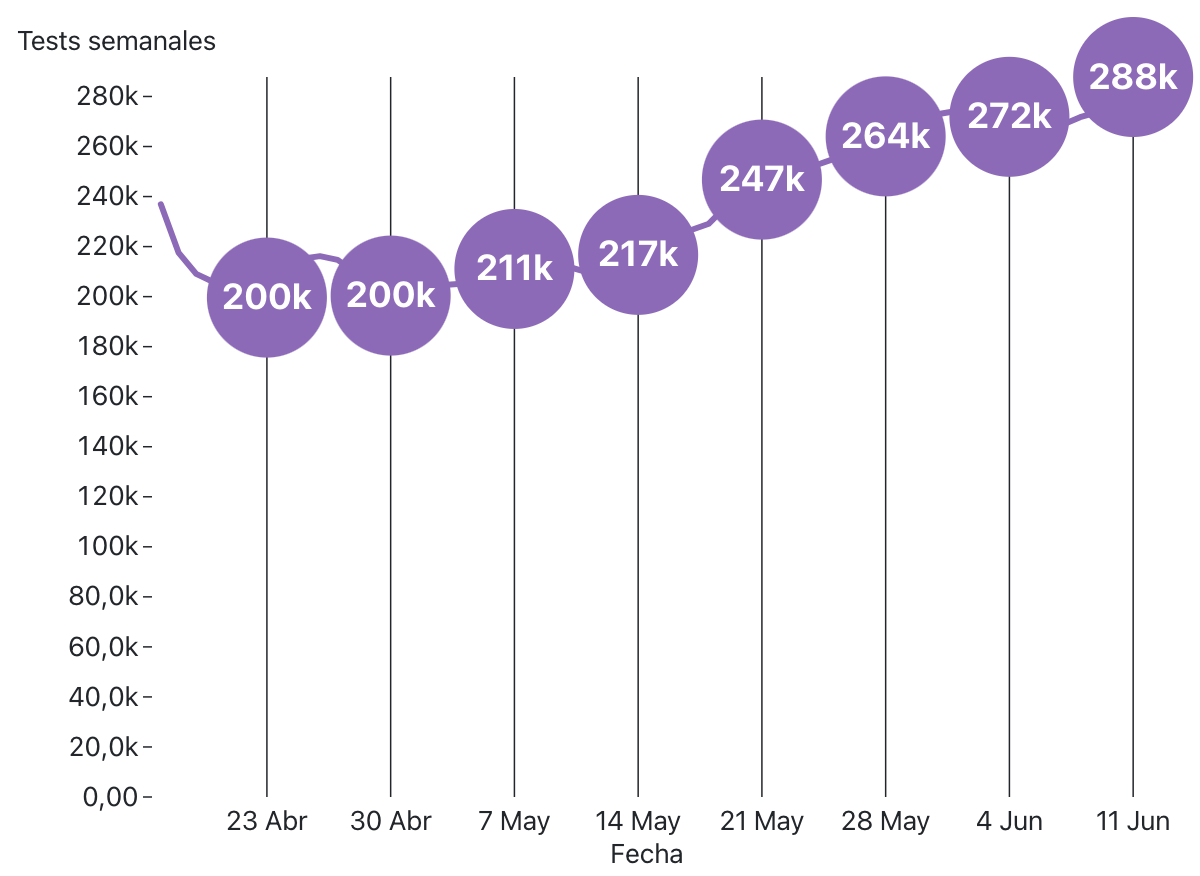 Tests semanales
280k
260k
240k
220k
200k
180k
160k
140k
120k
100k
80,0k
60,0k
40,0k
20,0k
0,00
200k
200k
211k
217k
247k
264k
272k
288k
23 Abr
30 Abr
7 May
14 May
21 May
28 May
4 Jun
11 Jun
Fecha